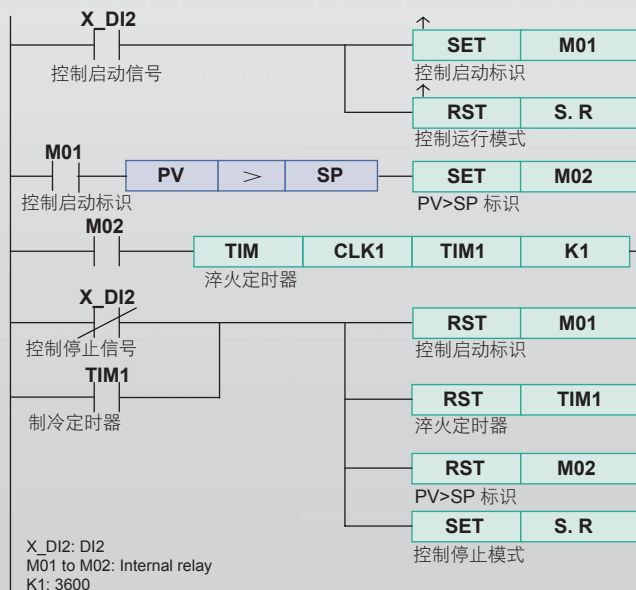 X_DI2
控制启动信号
SET M01
控制启动标识
RST S. R
控制运行模式
M01
控制启动标识
PV > SP
SET M02
PV>SP 标识
M02
TIM CLK1 TIM1 K1
淬火定时器
X_DI2
控制停止信号
RST M01
控制启动标识
TIM1
制冷定时器
RST TIM1
淬火定时器
RST M02
PV>SP 标识
SET S. R
控制停止模式
X_DI2: DI2
M01 to M02: Internal relay
K1: 3600